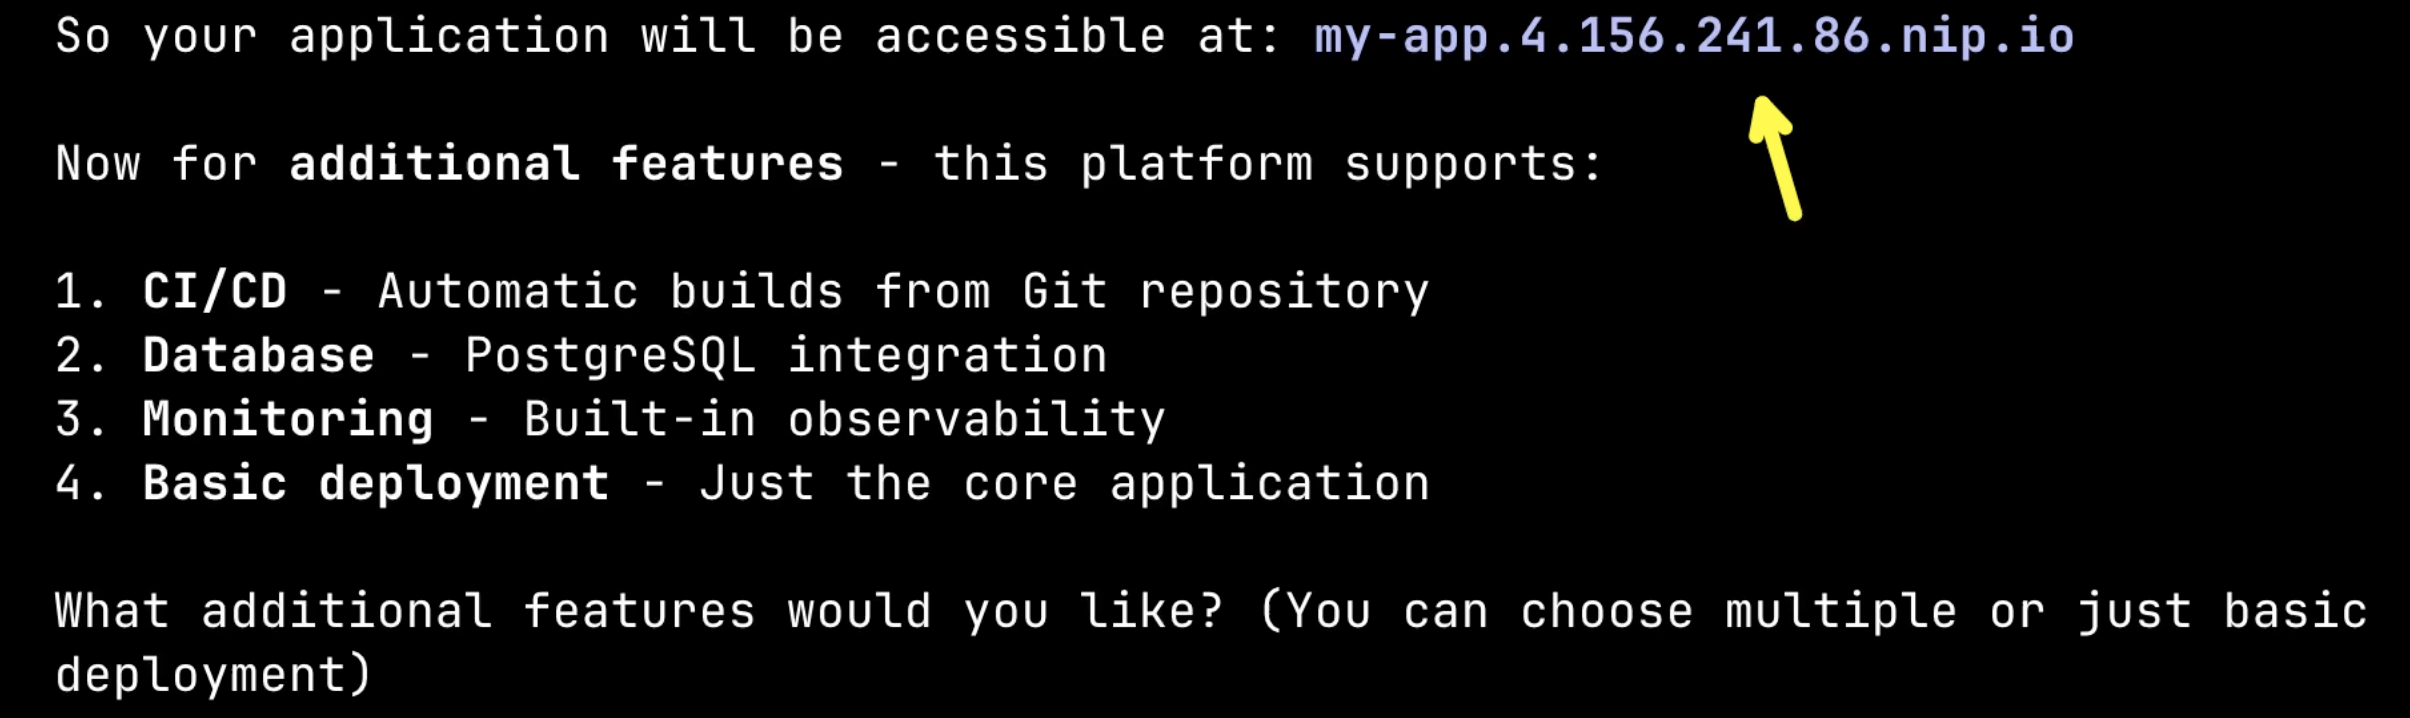 So your application will be accessible at: my-app.4.156.241.86.nip.io
Now for additional features - this platform supports:
1. CI/CD - Automatic builds from Git repository
2. Database - PostgreSQL integration
3. Monitoring - Built-in observability
4. Basic deployment - Just the core application
What additional features would you like? (You can choose multiple or just basic
deployment)